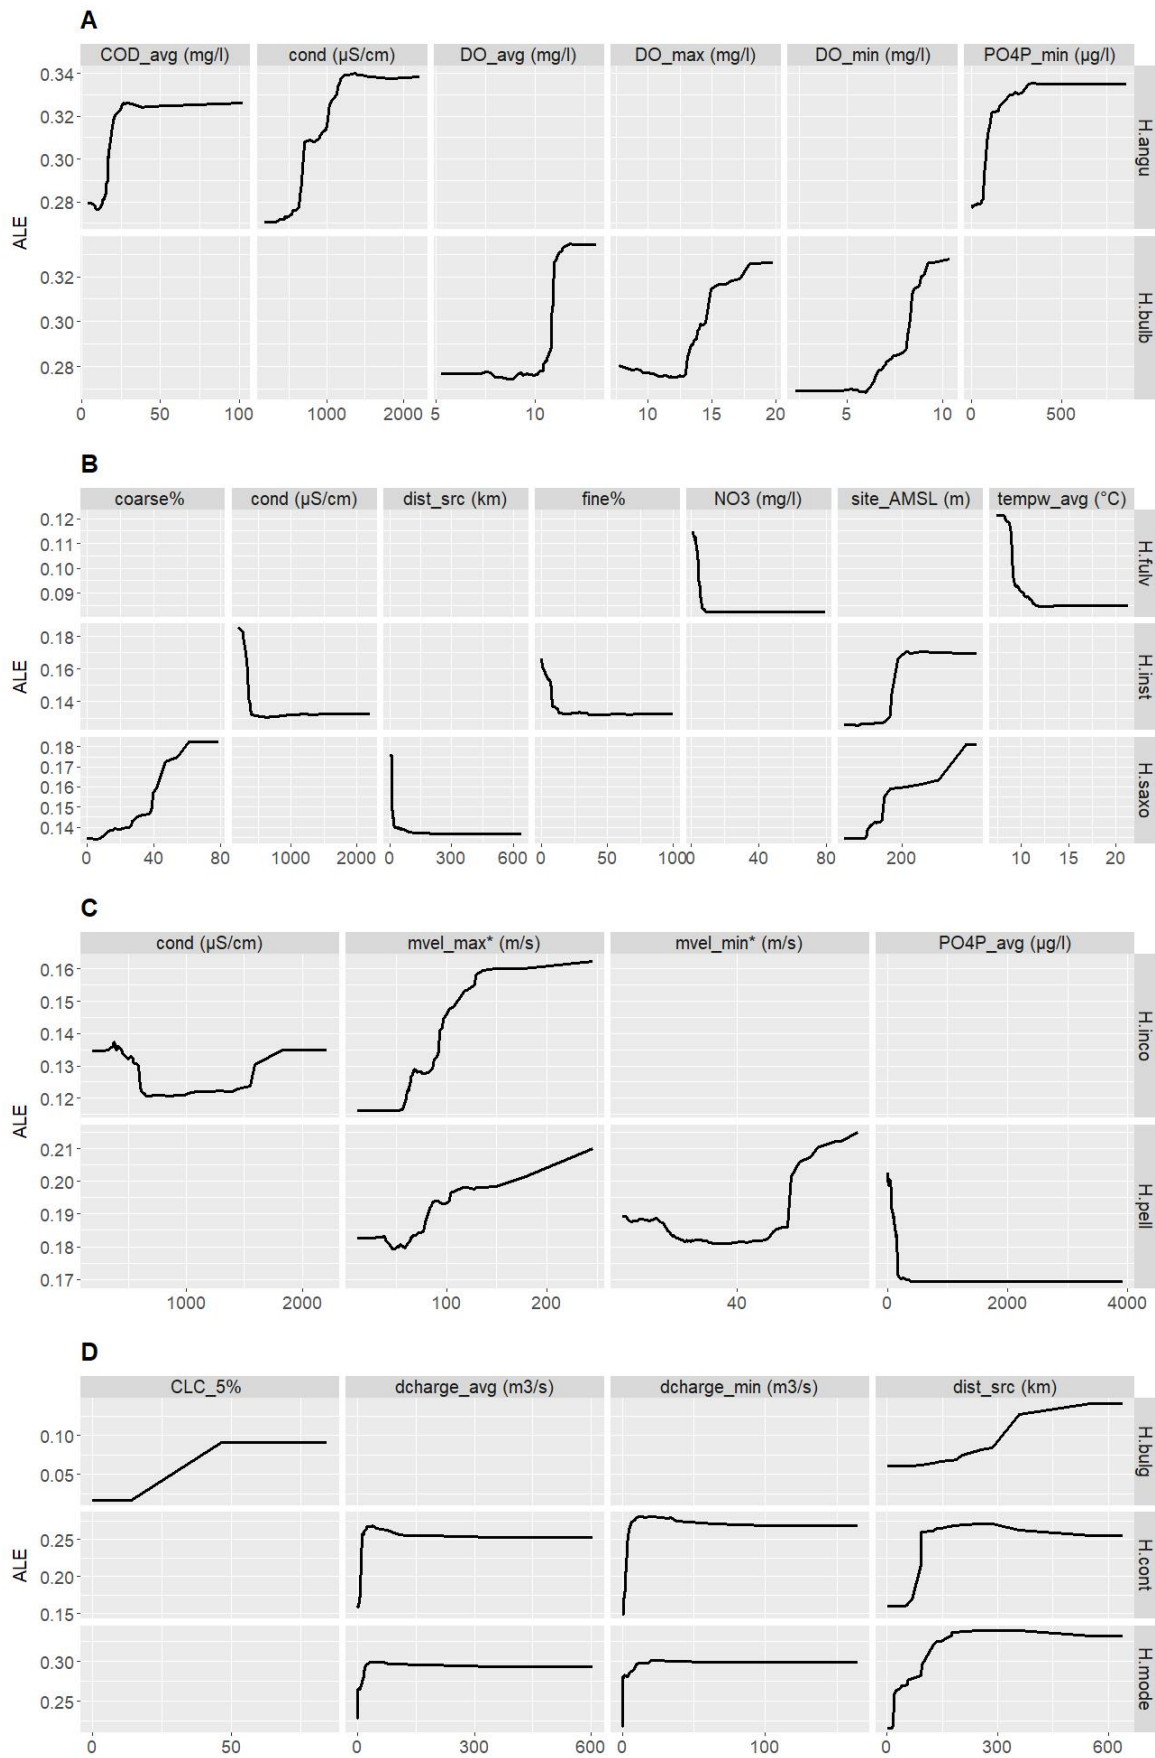 A
COD_avg (mg/l) cond (µS/cm) DO_avg (mg/l) DO_max (mg/l) DO_min (mg/l) PO4P_min (µg/l)
0.34
0.32
0.30
0.28
H.angu
ALE
0.32
0.30
0.28
H.bulb
0 50 100 1000 2000 5 10 10 15 20 5 10 0 500
B
coarse% cond (µS/cm) dist_src (km) fine% NO3 (mg/l) site_AMSL (m) tempw_avg (°C)
0.12
0.11
0.10
0.09
H.fulv
ALE
0.18
0.16
0.14
H.inst
0.18
0.17
0.16
0.15
0.14
H.saxo
0 40 80 1000 2000 0 300 600 0 50 100 0 40 80 200 10 15 20
C
cond (µS/cm) mvel_max* (m/s) mvel_min* (m/s) PO4P_avg (µg/l)
0.16
0.15
0.14
0.13
0.12
H.inco
ALE
0.21
0.20
0.19
0.18
0.17
H.pell
1000 2000 100 200 40 0 2000 4000
D
CLC_5% dcharge_avg (m3/s) dcharge_min (m3/s) dist_src (km)
0.10
0.05
H.bulg
ALE
0.25
0.20
0.15
H.cont
0.30
0.25
H.mode
0 50 0 300 600 0 100 0 300 600